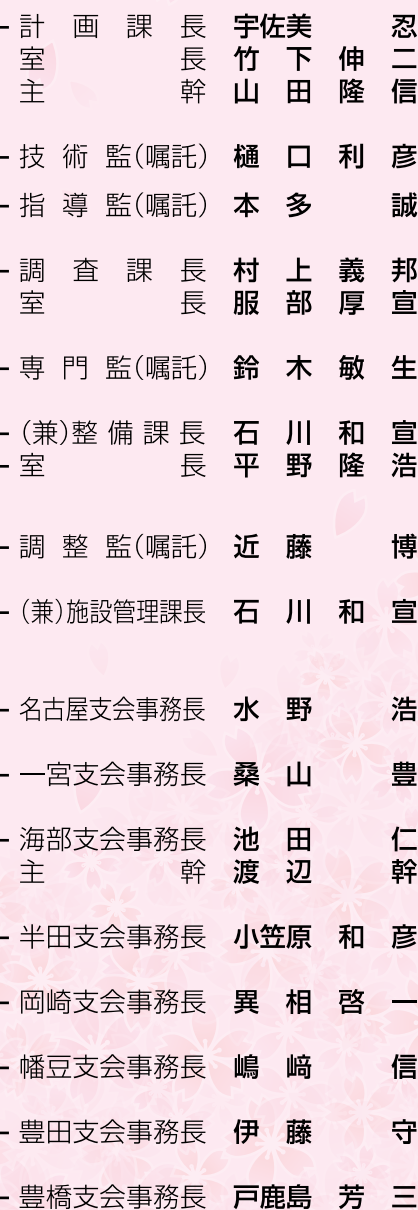 計画課長 宇佐美 忍
室長 竹下伸二
主幹 山田隆信
技術監(嘱託) 樋口利彦
指導監(嘱託) 本多 誠
調査課長 村上義邦
室長 服部厚宣
専門監(嘱託) 鈴木敏生
(兼)整備課長 石川和宣
室長 平野隆浩
調整監(嘱託) 近藤 博
(兼)施設管理課長 石川和宣
名古屋支会事務長 水野 浩
一宮支会事務長 桑山 豊
海部支会事務長 池田 仁
主幹 渡辺 幹
半田支会事務長 小笠原和彦
岡崎支会事務長 異相啓一
幡豆支会事務長 嶋﨑 信
豊田支会事務長 伊藤 守
豊橋支会事務長 戸鹿島芳三